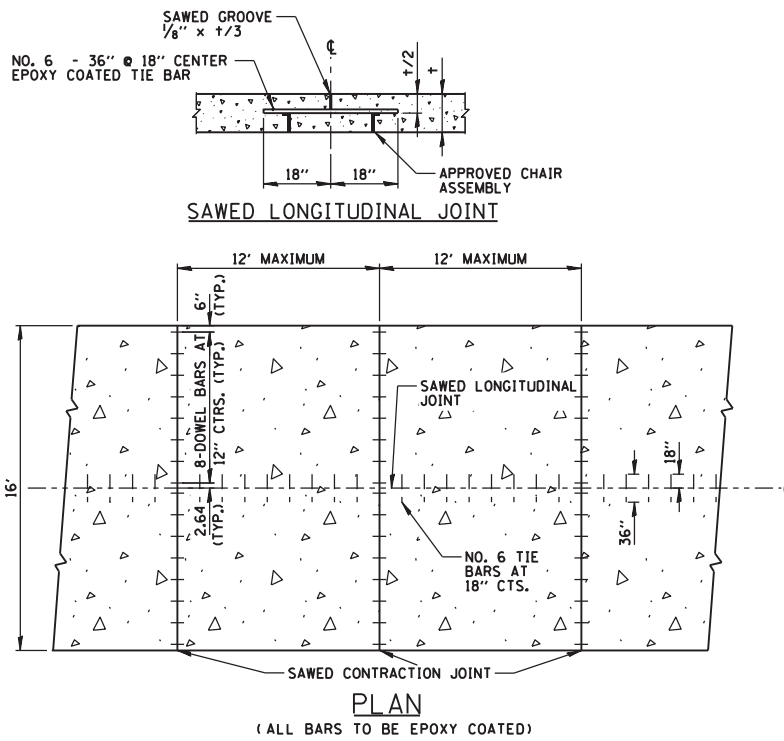 SAWED GROOVE
1/8" x t/3
℄
NO. 6 - 36" @ 18" CENTER
EPOXY COATED TIE BAR
t/2
t
18"
18"
APPROVED CHAIR
ASSEMBLY
SAWED LONGITUDINAL JOINT
12' MAXIMUM
12' MAXIMUM
6"
(TYP.)
8-DOWEL BARS AT
12" CTRS. (TYP.)
SAWED LONGITUDINAL
JOINT
18"
16'
2.64
(TYP.)
36"
NO. 6 TIE
BARS AT
18" CTS.
SAWED CONTRACTION JOINT
PLAN
(ALL BARS TO BE EPOXY COATED)